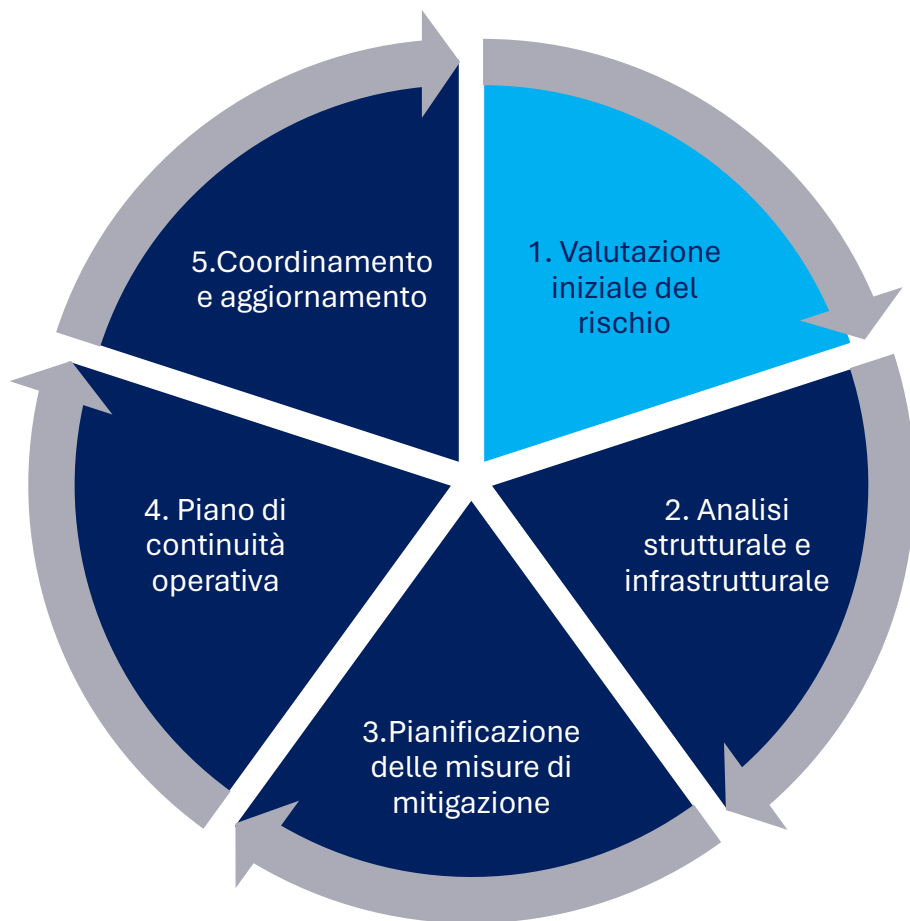 1. Valutazione
iniziale del
rischio
2. Analisi
strutturale e
infrastrutturale
3.Pianificazione
delle misure di
mitigazione
4. Piano di
continuità
operativa
5.Coordinamento
e aggiornamento